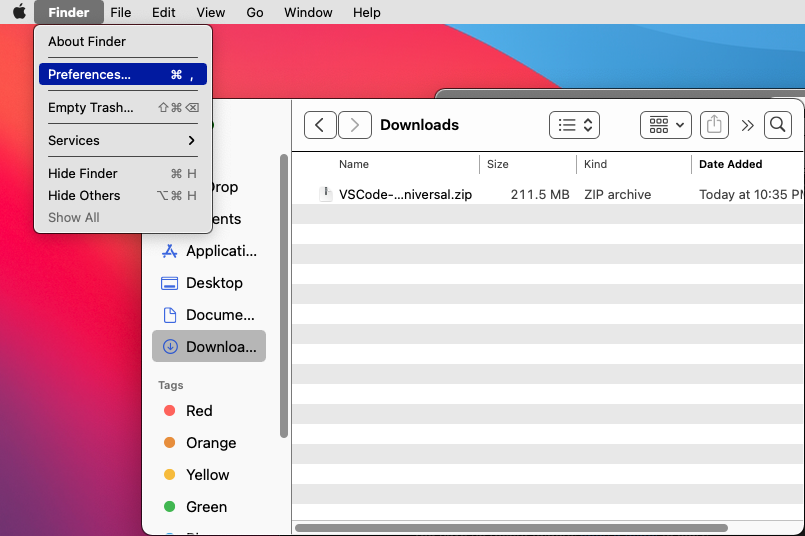 Finder File Edit View Go Window Help
About Finder
Preferences... ⌘ ,
Empty Trash... ⇧⌘⌫
Services
Hide Finder ⌘ H
Hide Others ⌥⌘ H
Show All
Downloads
Name Size Kind Date Added
VSCode-...niversal.zip 211.5 MB ZIP archive Today at 10:35 PM
Drop
ents
Applicati...
Desktop
Docume...
Downloa...
Tags
Red
Orange
Yellow
Green